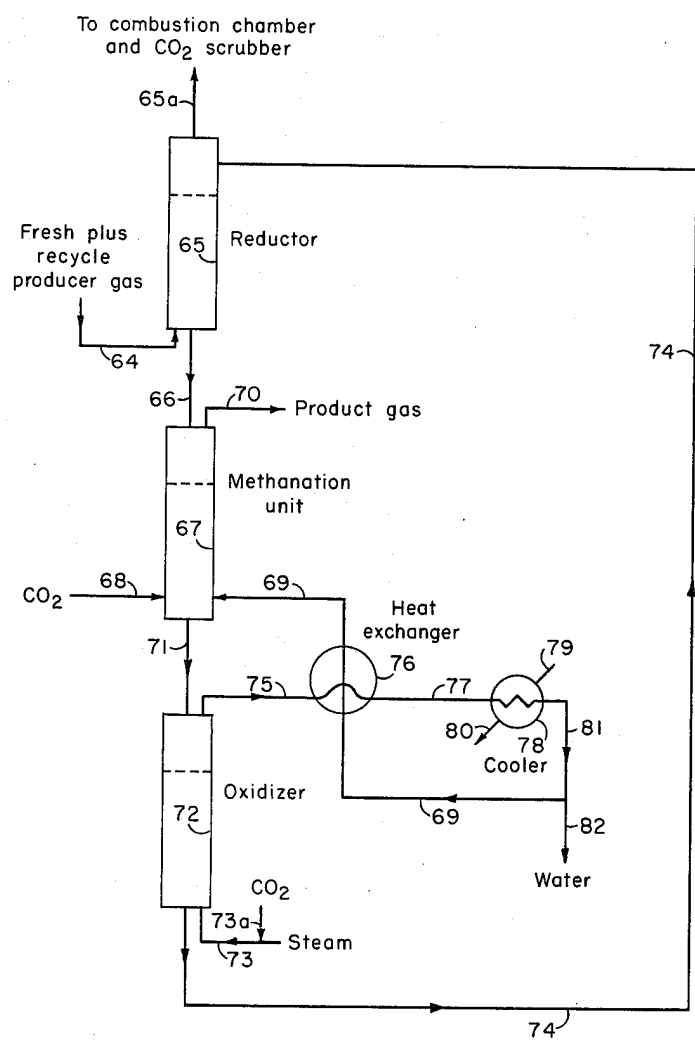 To combustion chamber
and CO2 scrubber
65a
Fresh plus
recycle
producer gas
65
Reductor
64
74
66
70
Product gas
Methanation
unit
67
CO2
68
69
Heat
exchanger
71
76
79
75
77
80
78
81
Cooler
72
Oxidizer
69
82
Water
CO2
73a
Steam
73
74